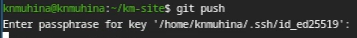 knmuhina@knmuhina:~/km-site$ git push
Enter passphrase for key '/home/knmuhina/.ssh/id_ed25519':